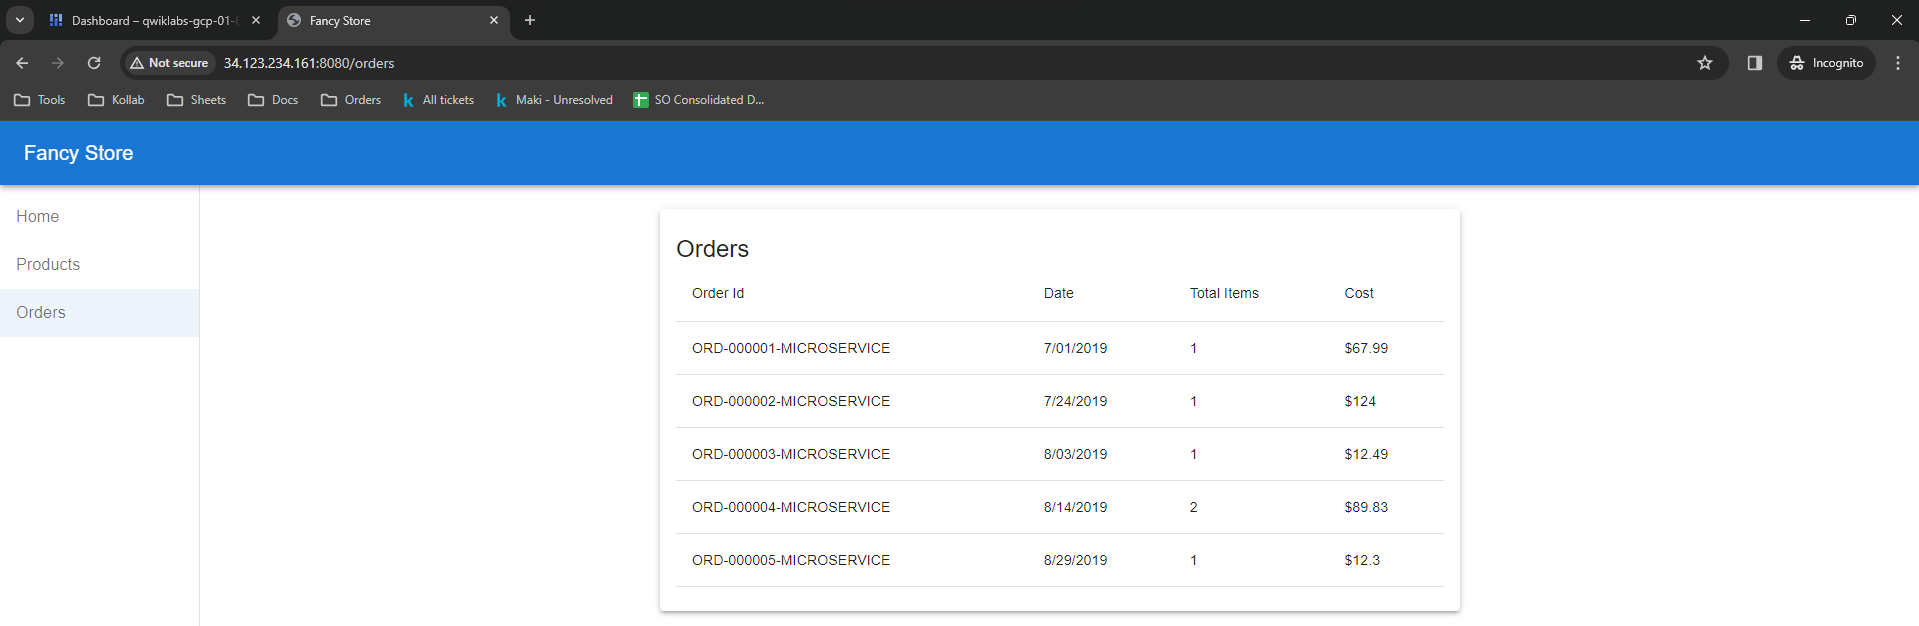 Dashboard – qwiklabs-gcp-01- Fancy Store
Not secure 34.123.234.161:8080/orders Incognito
Tools Kollab Sheets Docs Orders All tickets Maki - Unresolved SO Consolidated D...
Fancy Store
Home
Products
Orders
Orders
Order Id Date Total Items Cost
ORD-000001-MICROSERVICE 7/01/2019 1 $67.99
ORD-000002-MICROSERVICE 7/24/2019 1 $124
ORD-000003-MICROSERVICE 8/03/2019 1 $12.49
ORD-000004-MICROSERVICE 8/14/2019 2 $89.83
ORD-000005-MICROSERVICE 8/29/2019 1 $12.3